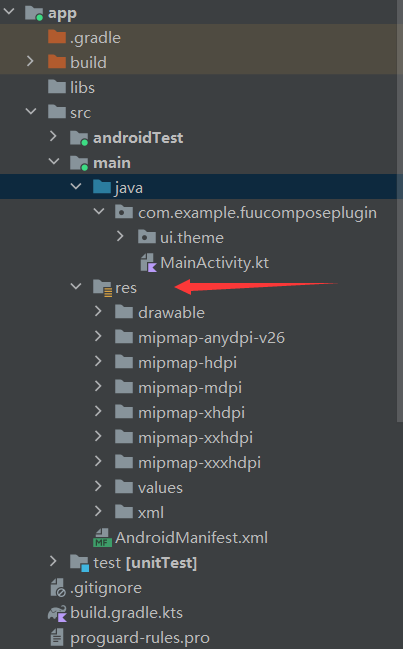 app
.gradle
build
libs
src
androidTest
main
java
com.example.fuucomposeplugin
ui.theme
MainActivity.kt
res
drawable
mipmap-anydpi-v26
mipmap-hdpi
mipmap-mdpi
mipmap-xhdpi
mipmap-xxhdpi
mipmap-xxxhdpi
values
xml
MF AndroidManifest.xml
test [unitTest]
.gitignore
build.gradle.kts
proguard-rules.pro